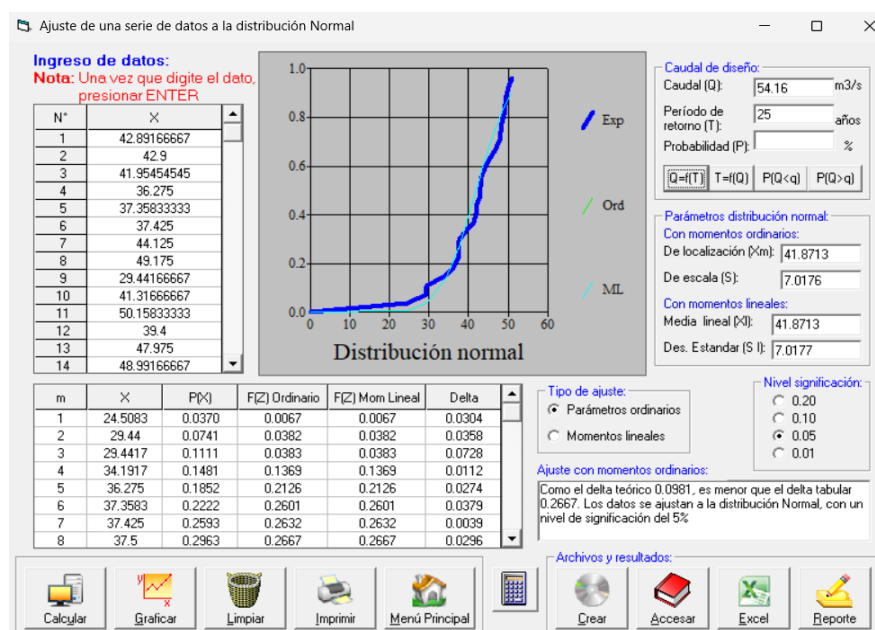 Ajuste de una serie de datos a la distribución Normal
Ingreso de datos:
Nota: Una vez que digite el dato,
presionar ENTER
N° X
1 42.89166667
2 42.9
3 41.95454545
4 36.275
5 37.35833333
6 37.425
7 44.125
8 49.175
9 29.44166667
10 41.31666667
11 50.15833333
12 39.4
13 47.975
14 48.99166667
1.0
0.8
0.6
0.4
0.2
0.0
0 10 20 30 40 50 60
Distribución normal
Exp
Ord
ML
Caudal de diseño:
Caudal (Q): 54.16 m3/s
Período de
retorno (T): 25 años
Probabilidad (P): %
Q=f(T) T=f(Q) P(Q<q) P(Q>q)
Parámetros distribución normal:
Con momentos ordinarios:
De localización (Xm): 41.8713
De escala (S): 7.0176
Con momentos lineales:
Media lineal (Xl): 41.8713
Des. Estandar (S l): 7.0177
m X P(X) F(Z) Ordinario F(Z) Mom Lineal Delta
1 24.5083 0.0370 0.0067 0.0067 0.0304
2 29.44 0.0741 0.0382 0.0382 0.0358
3 29.4417 0.1111 0.0383 0.0383 0.0728
4 34.1917 0.1481 0.1369 0.1369 0.0112
5 36.275 0.1852 0.2126 0.2126 0.0274
6 37.3583 0.2222 0.2601 0.2601 0.0379
7 37.425 0.2593 0.2632 0.2632 0.0039
8 37.5 0.2963 0.2667 0.2667 0.0296
Tipo de ajuste:
Parámetros ordinarios
Momentos lineales
Nivel significación:
0.20
0.10
0.05
0.01
Ajuste con momentos ordinarios:
Como el delta teórico 0.0981, es menor que el delta tabular
0.2667. Los datos se ajustan a la distribución Normal, con un
nivel de significación del 5%
Archivos y resultados:
Calcular Graficar Limpiar Imprimir Menú Principal Crear Accesar Excel Reporte